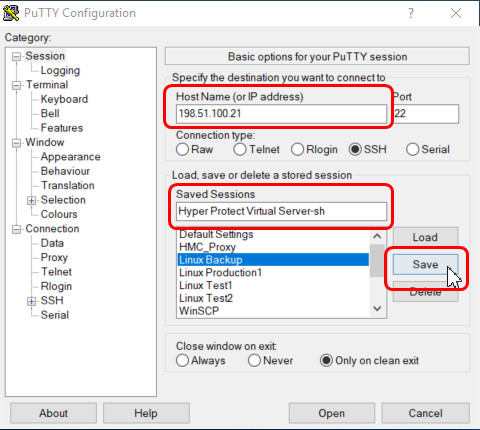 PuTTY Configuration
?
Category:
Session
Logging
Terminal
Keyboard
Bell
Features
Window
Appearance
Behaviour
Translation
Selection
Colours
Connection
Data
Proxy
Telnet
Rlogin
SSH
Serial
Basic options for your PuTTY session
Specify the destination you want to connect to
Host Name (or IP address) Port
198.51.100.21 22
Connection type:
Raw Telnet Rlogin SSH Serial
Load, save or delete a stored session
Saved Sessions
Hyper Protect Virtual Server-sh
Default Settings
HMC_Proxy
Linux Backup
Linux Production1
Linux Test1
Linux Test2
WinSCP
Load
Save
Delete
Close window on exit:
Always Never Only on clean exit
About Help Open Cancel